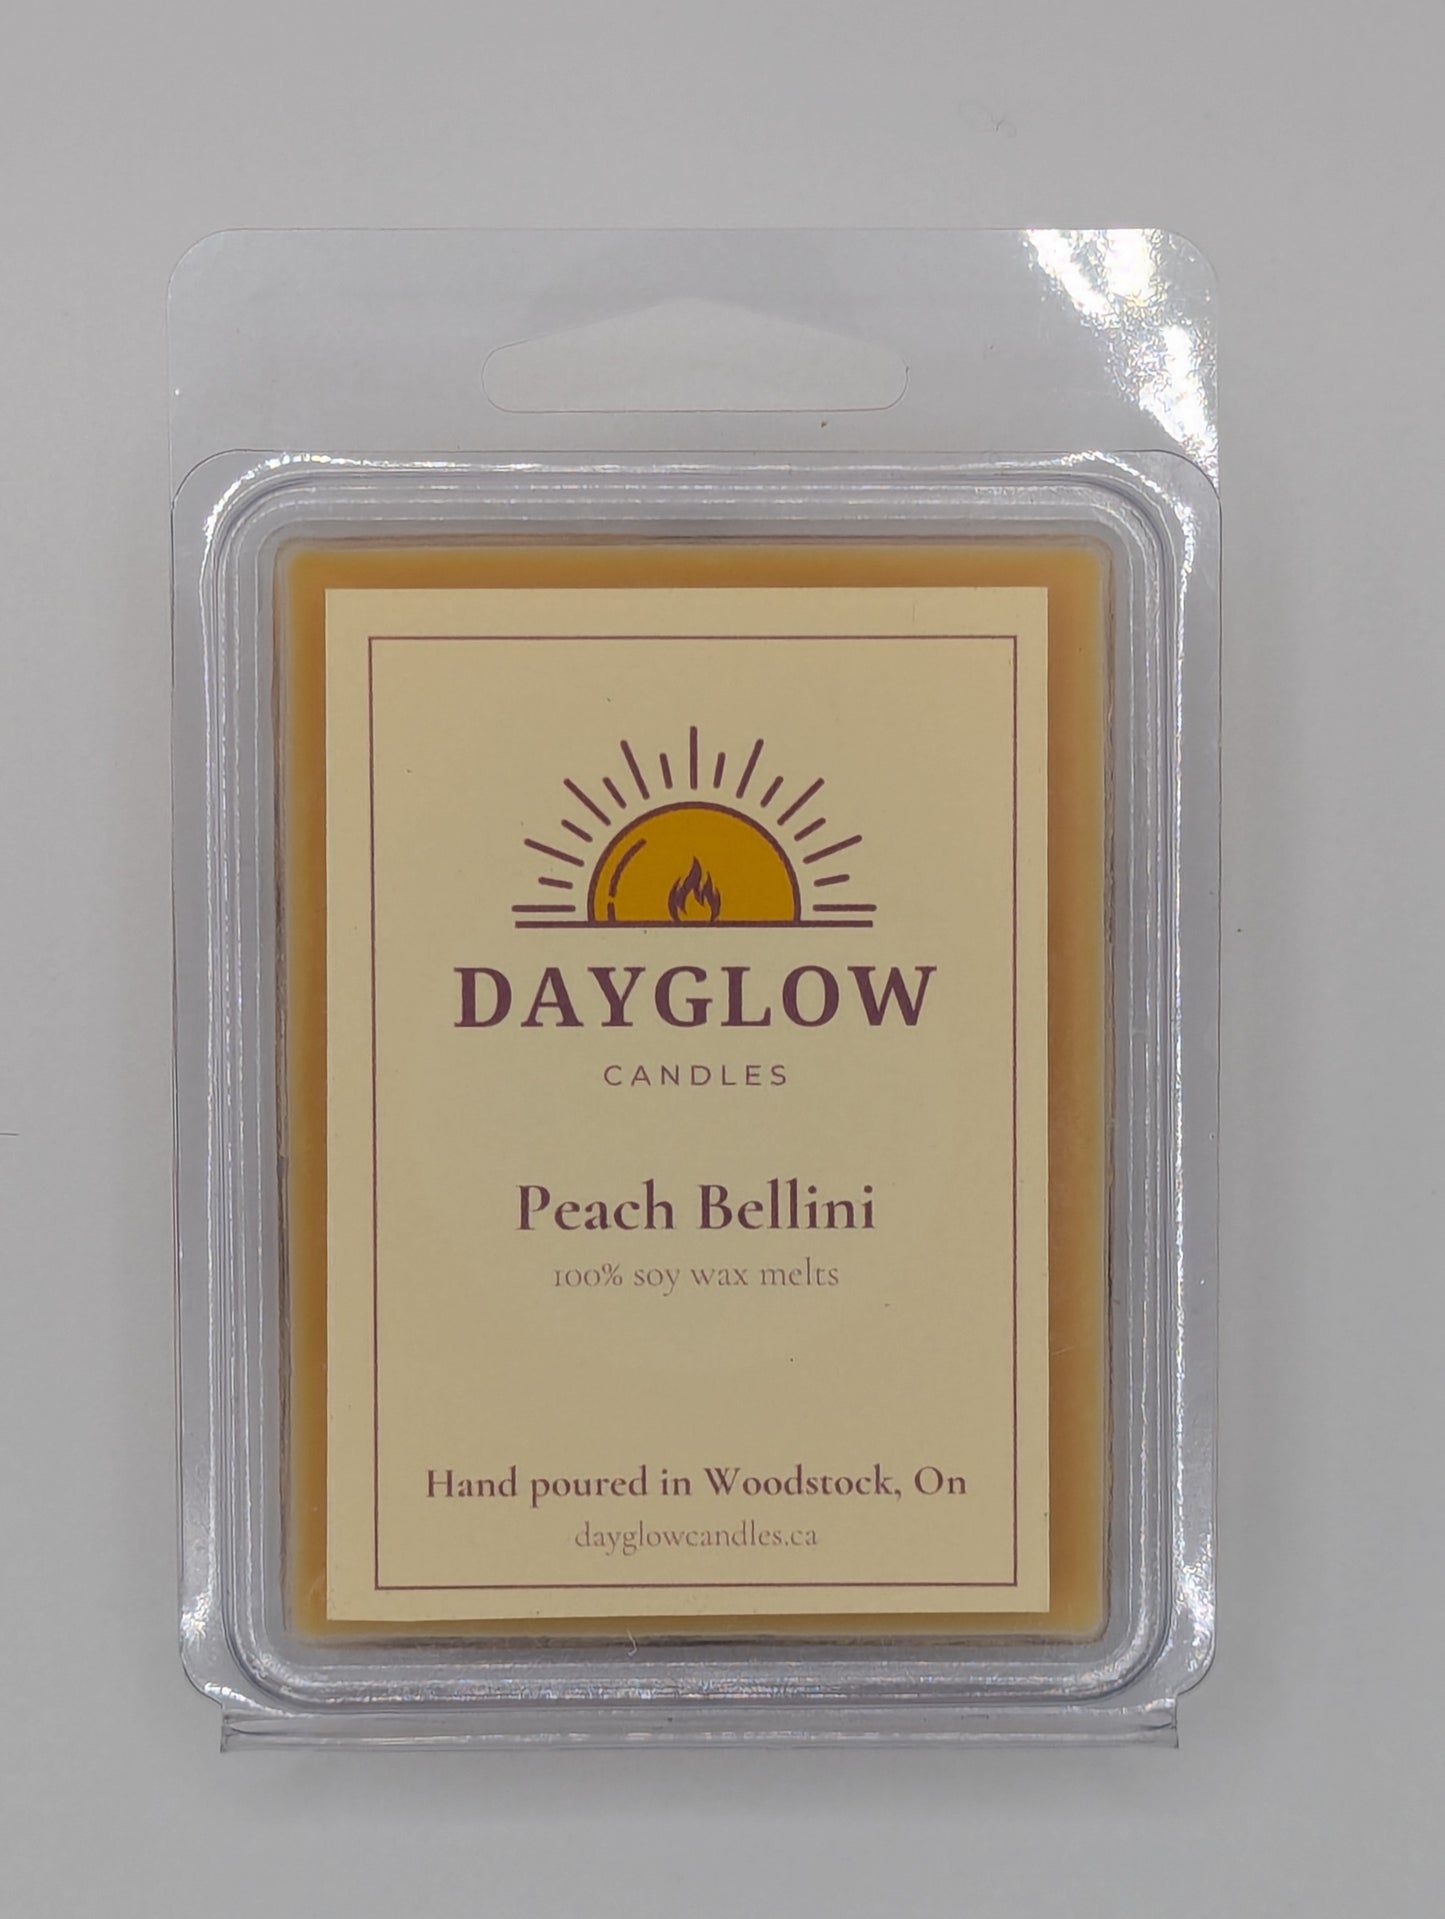 DAYGLOW
CANDLES
Peach Bellini
100% soy wax melts
Hand poured in Woodstock, On
dayglowcandles.ca